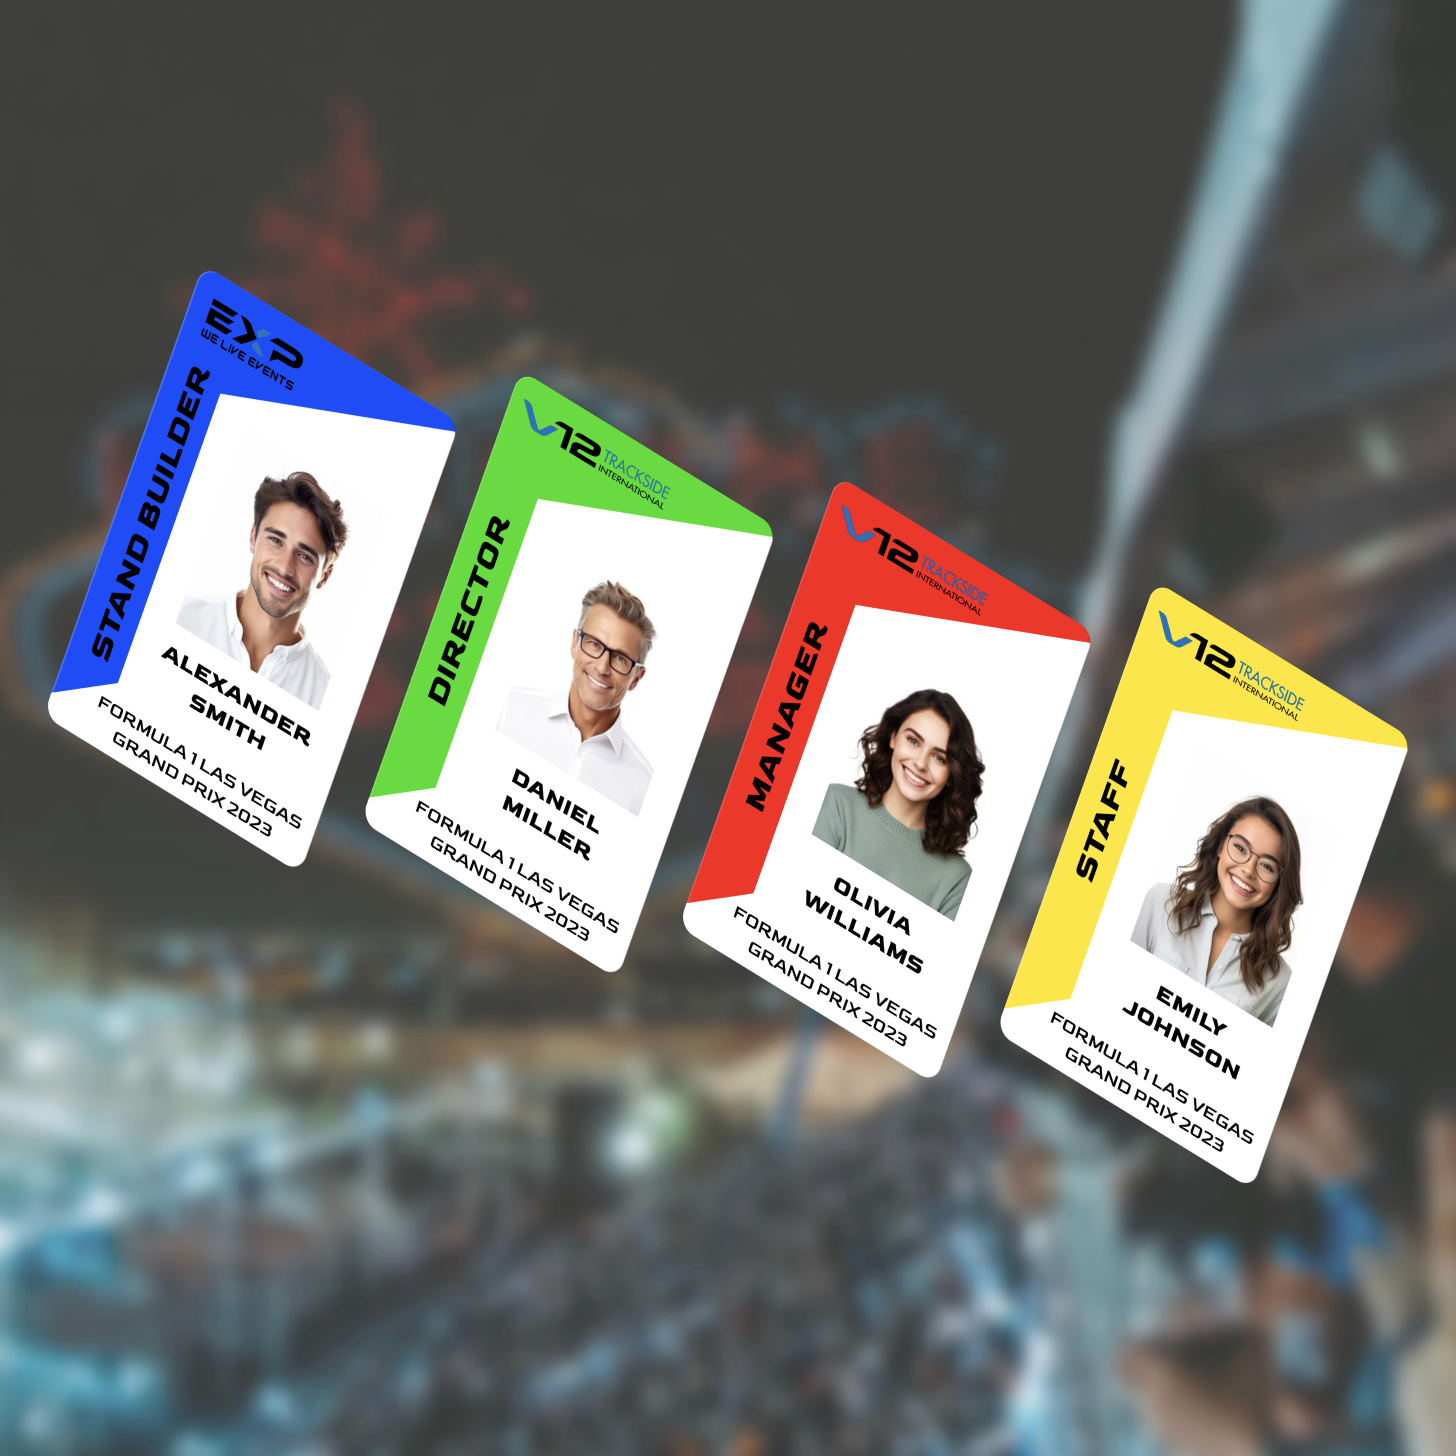 EXP
WE LIVE EVENTS
STAND BUILDER
ALEXANDER
SMITH
FORMULA 1 LAS VEGAS
GRAND PRIX 2023
V12 TRACKSIDE
INTERNATIONAL
DIRECTOR
DANIEL
MILLER
FORMULA 1 LAS VEGAS
GRAND PRIX 2023
V12 TRACKSIDE
INTERNATIONAL
MANAGER
OLIVIA
WILLIAMS
FORMULA 1 LAS VEGAS
GRAND PRIX 2023
V12 TRACKSIDE
INTERNATIONAL
STAFF
EMILY
JOHNSON
FORMULA 1 LAS VEGAS
GRAND PRIX 2023